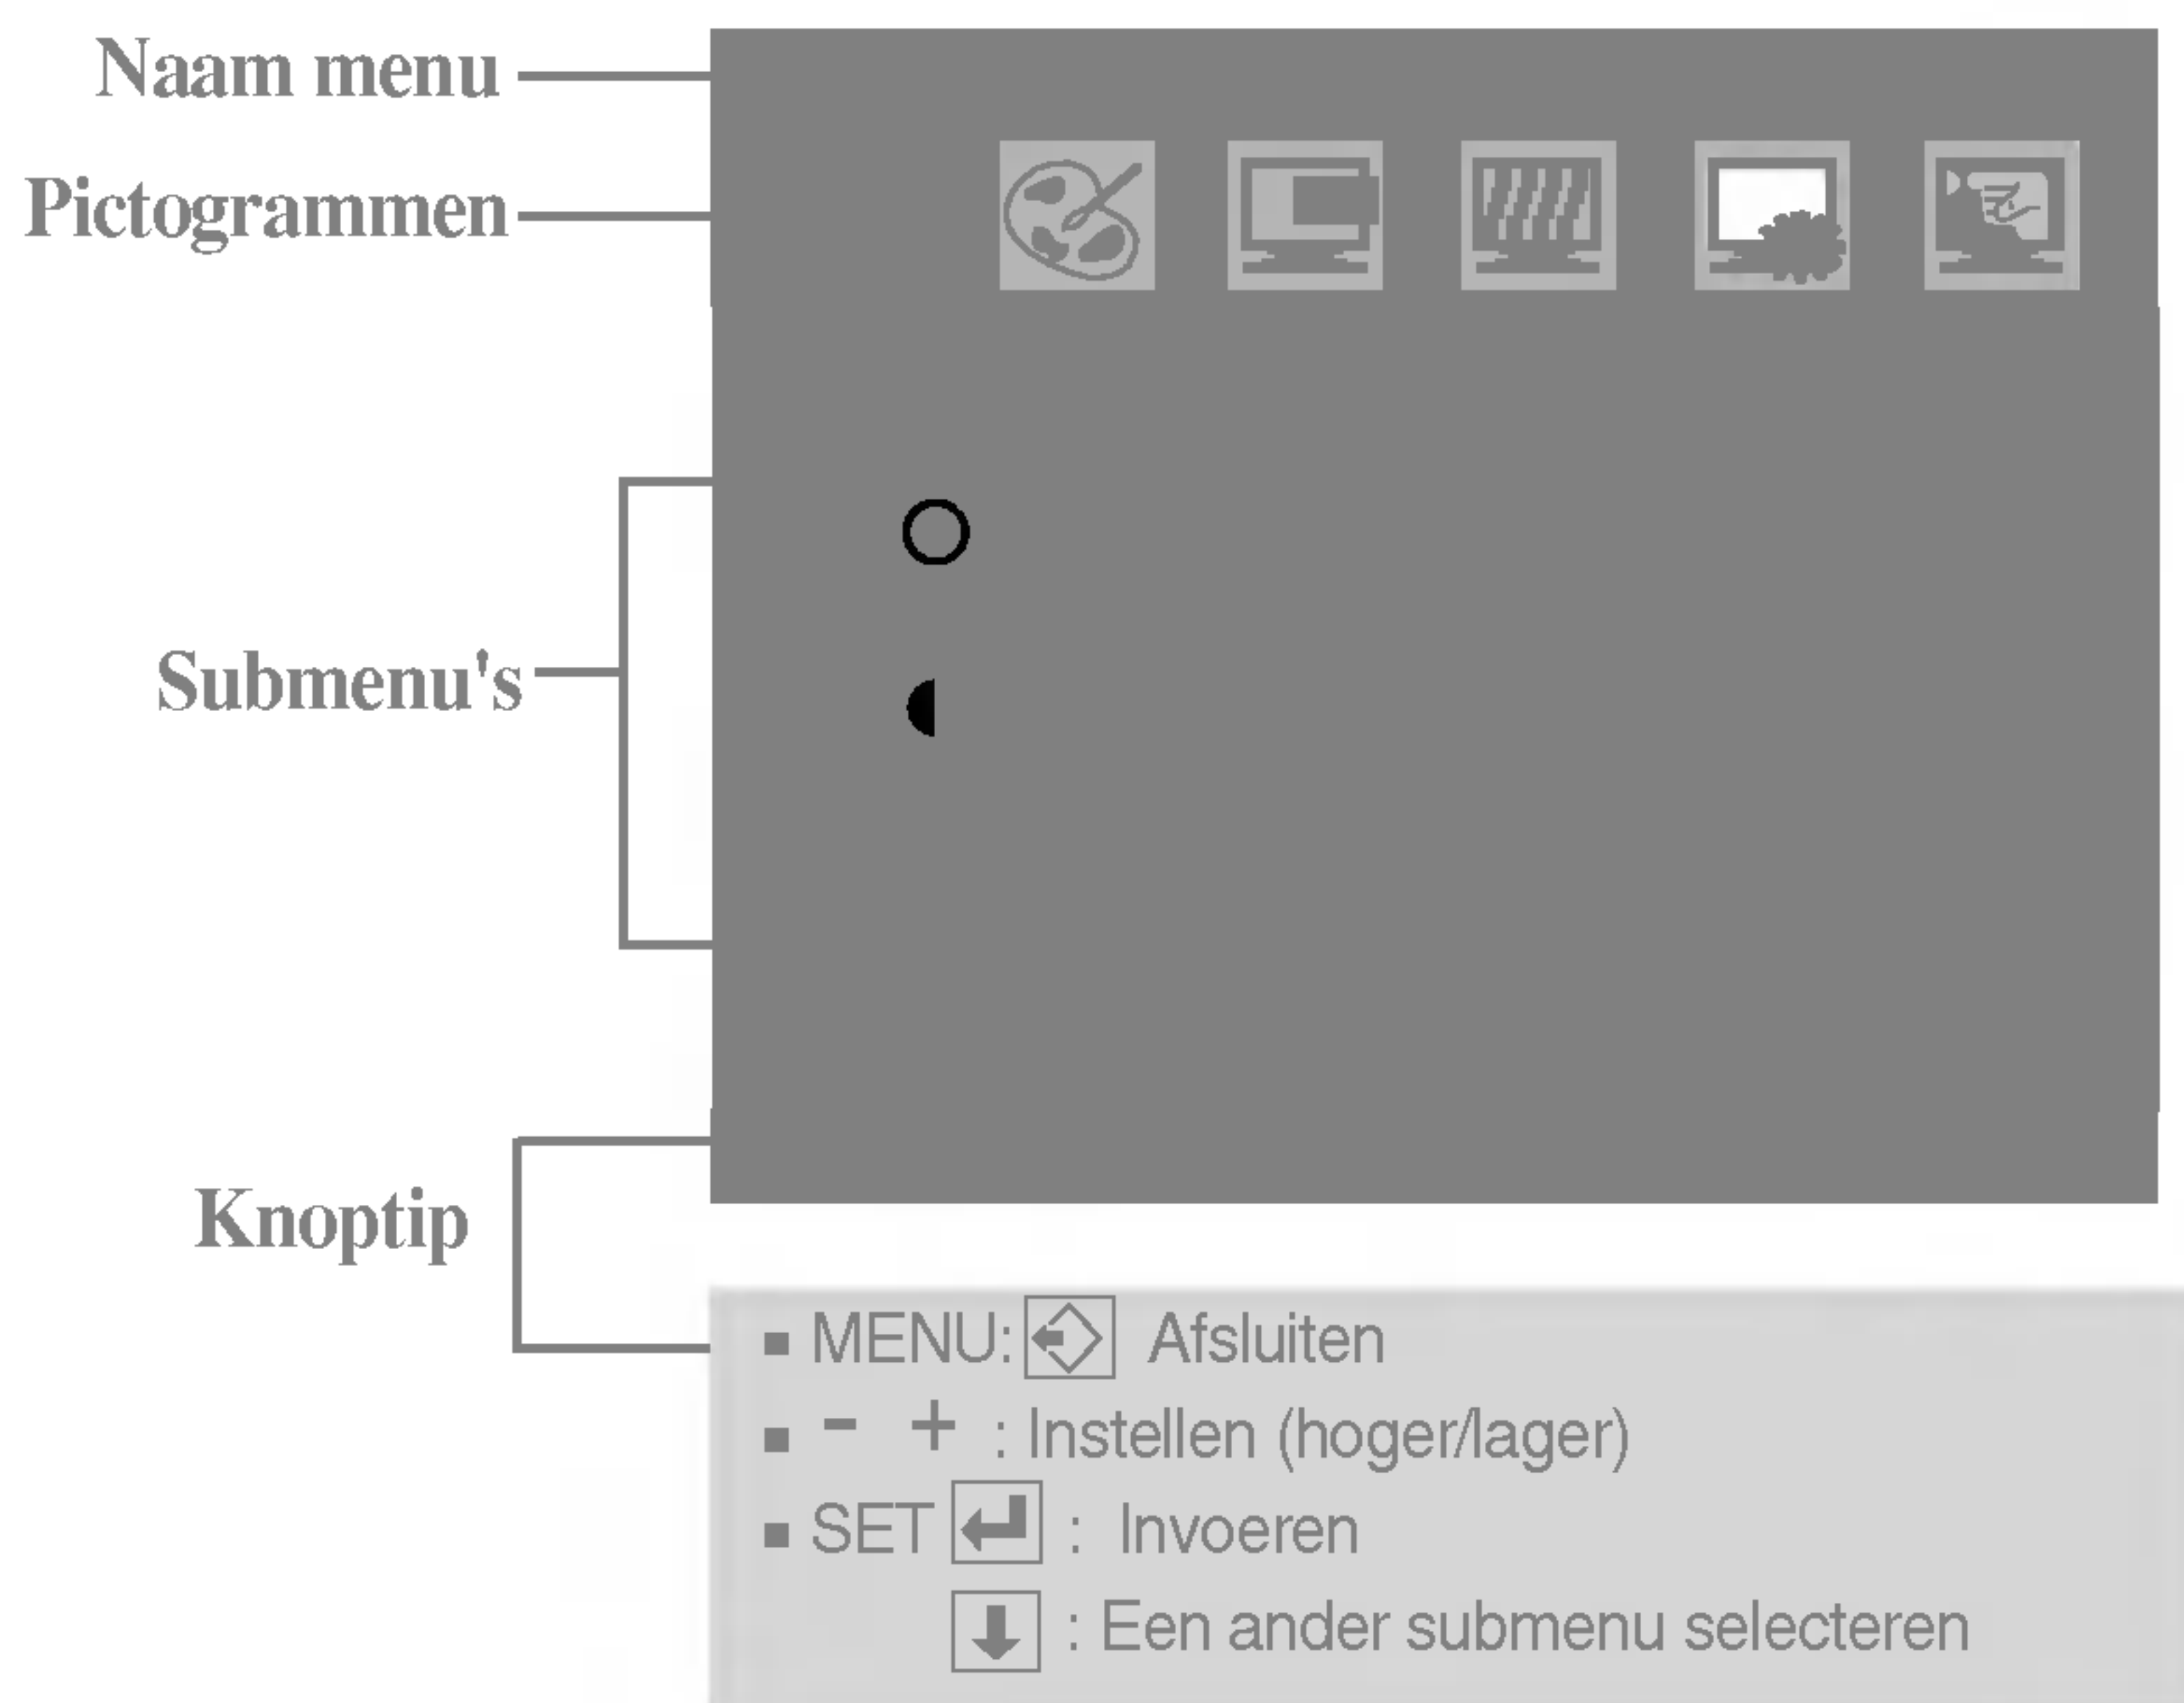 Naam menu
Pictogrammen
Submenu's
Knoptip
■ MENU: Afsluiten
■ - + : Instellen (hoger/lager)
■ SET : Invoeren
: Een ander submenu selecteren